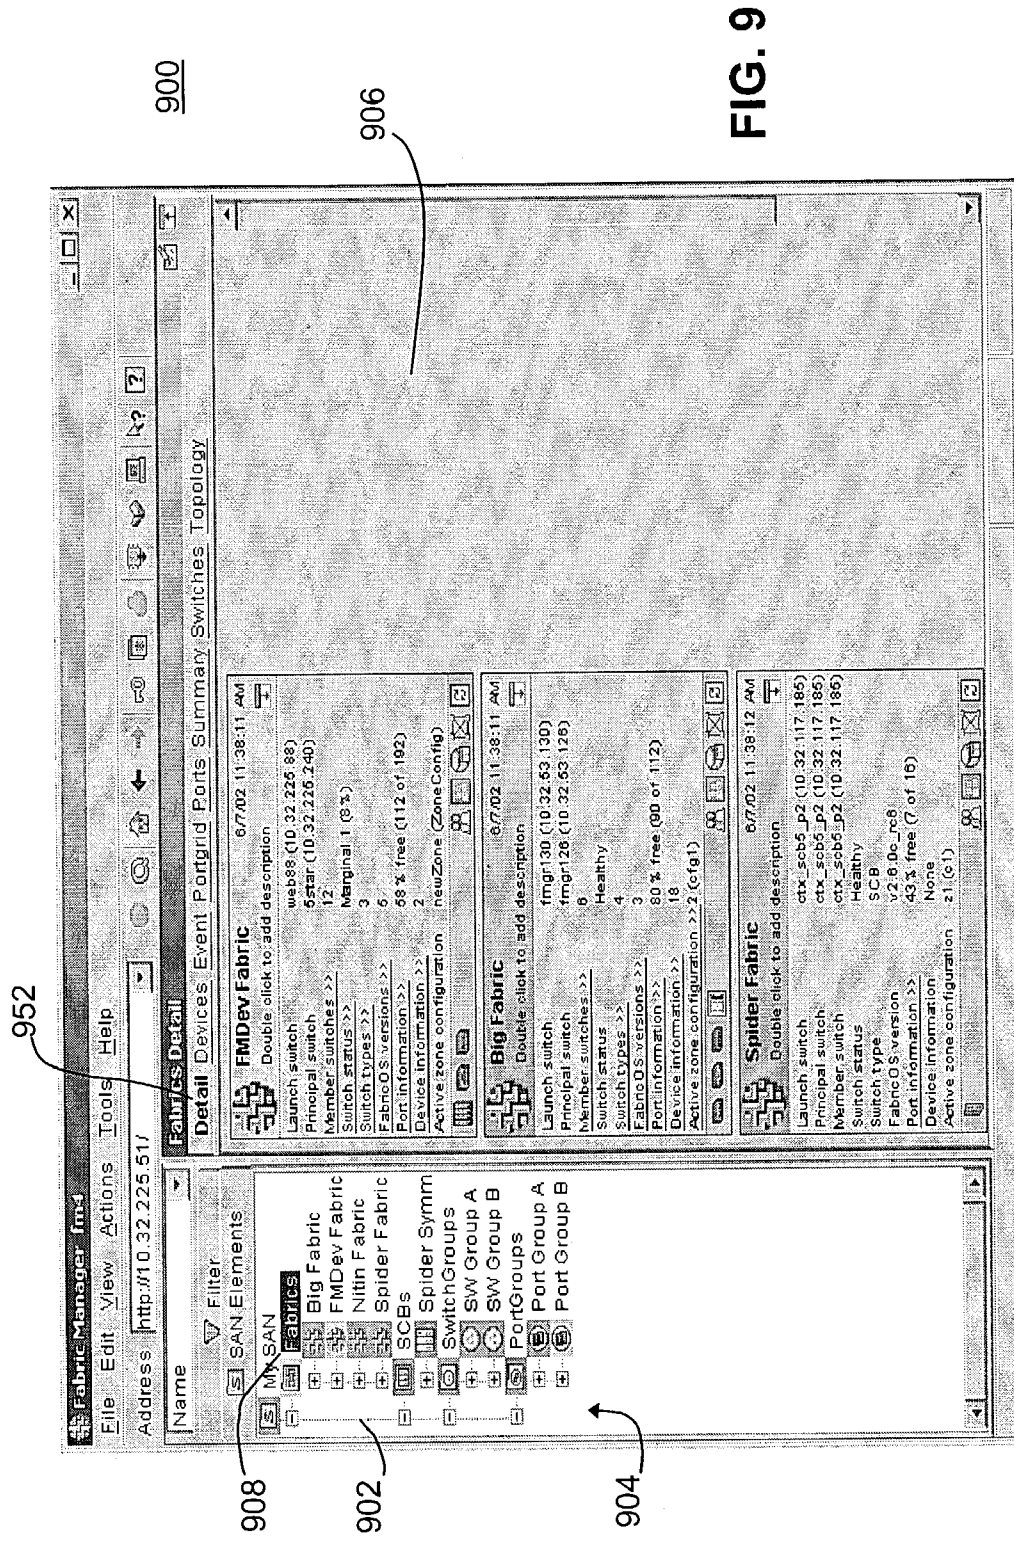 900
952
906
908
902
904
Fabric Manager fm4
File Edit View Actions Tools Help
Address http://10.32.225.51/
Name
Filter
SAN Elements
My SAN
Fabrics
Big Fabric
FMDev Fabric
Nitin Fabric
Spider Fabric
SCBs
Spider Symm
SwitchGroups
SW Group A
SW Group B
PortGroups
Port Group A
Port Group B
Fabrics Detail
Detail Devices Event Portgrid Ports Summary Switches Topology
FMDev Fabric 6/7/02 11:38:11 AM
Double click to add description
Launch switch web88 (10.32.225.88)
Principal switch 5star (10.32.225.240)
Member switches >> 12
Switch status >> Marginal 1 (8%)
Switch types >> 3
FabricOS versions >> 5
Port information >> 58% free (112 of 192)
Device information >> 2
Active zone configuration newZone (ZoneConfig)
Big Fabric 6/7/02 11:38:11 AM
Double click to add description
Launch switch fmgr130 (10.32.53.130)
Principal switch fmgr126 (10.32.53.126)
Member switches >> 6
Switch status Healthy
Switch types >> 4
FabricOS versions >> 3
Port information >> 80% free (90 of 112)
Device information >> 18
Active zone configuration >> 2 (cfg1)
Spider Fabric 6/7/02 11:38:12 AM
Double click to add description
Launch switch ctx_scb5_p2 (10.32.117.185)
Principal switch ctx_scb5_p2 (10.32.117.185)
Member switch ctx_scb5_p2 (10.32.117.185)
Switch status Healthy
Switch type SCB
FabricOS version v2.6.0c_rc6
Port information >> 43% free (7 of 16)
Device information None
Active zone configuration z1 (c1)
FIG. 9